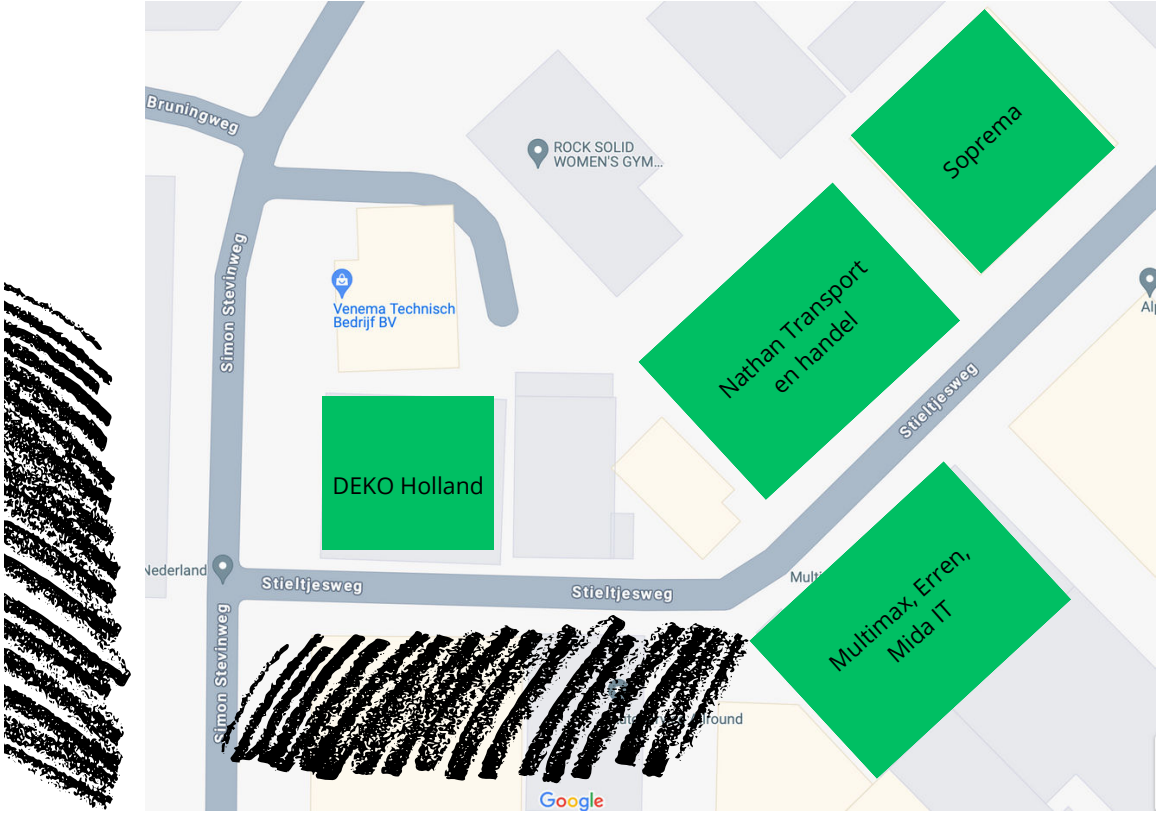 Bruningweg
ROCK SOLID
WOMEN'S GYM...
Soprema
Simon Stevinweg
Venema Technisch
Bedrijf BV
Nathan Transport
en handel
Stieltjesweg
DEKO Holland
Nederland
Stieltjesweg
Stieltjesweg
Multimax, Erren,
Mida IT
Simon Stevinweg
Google